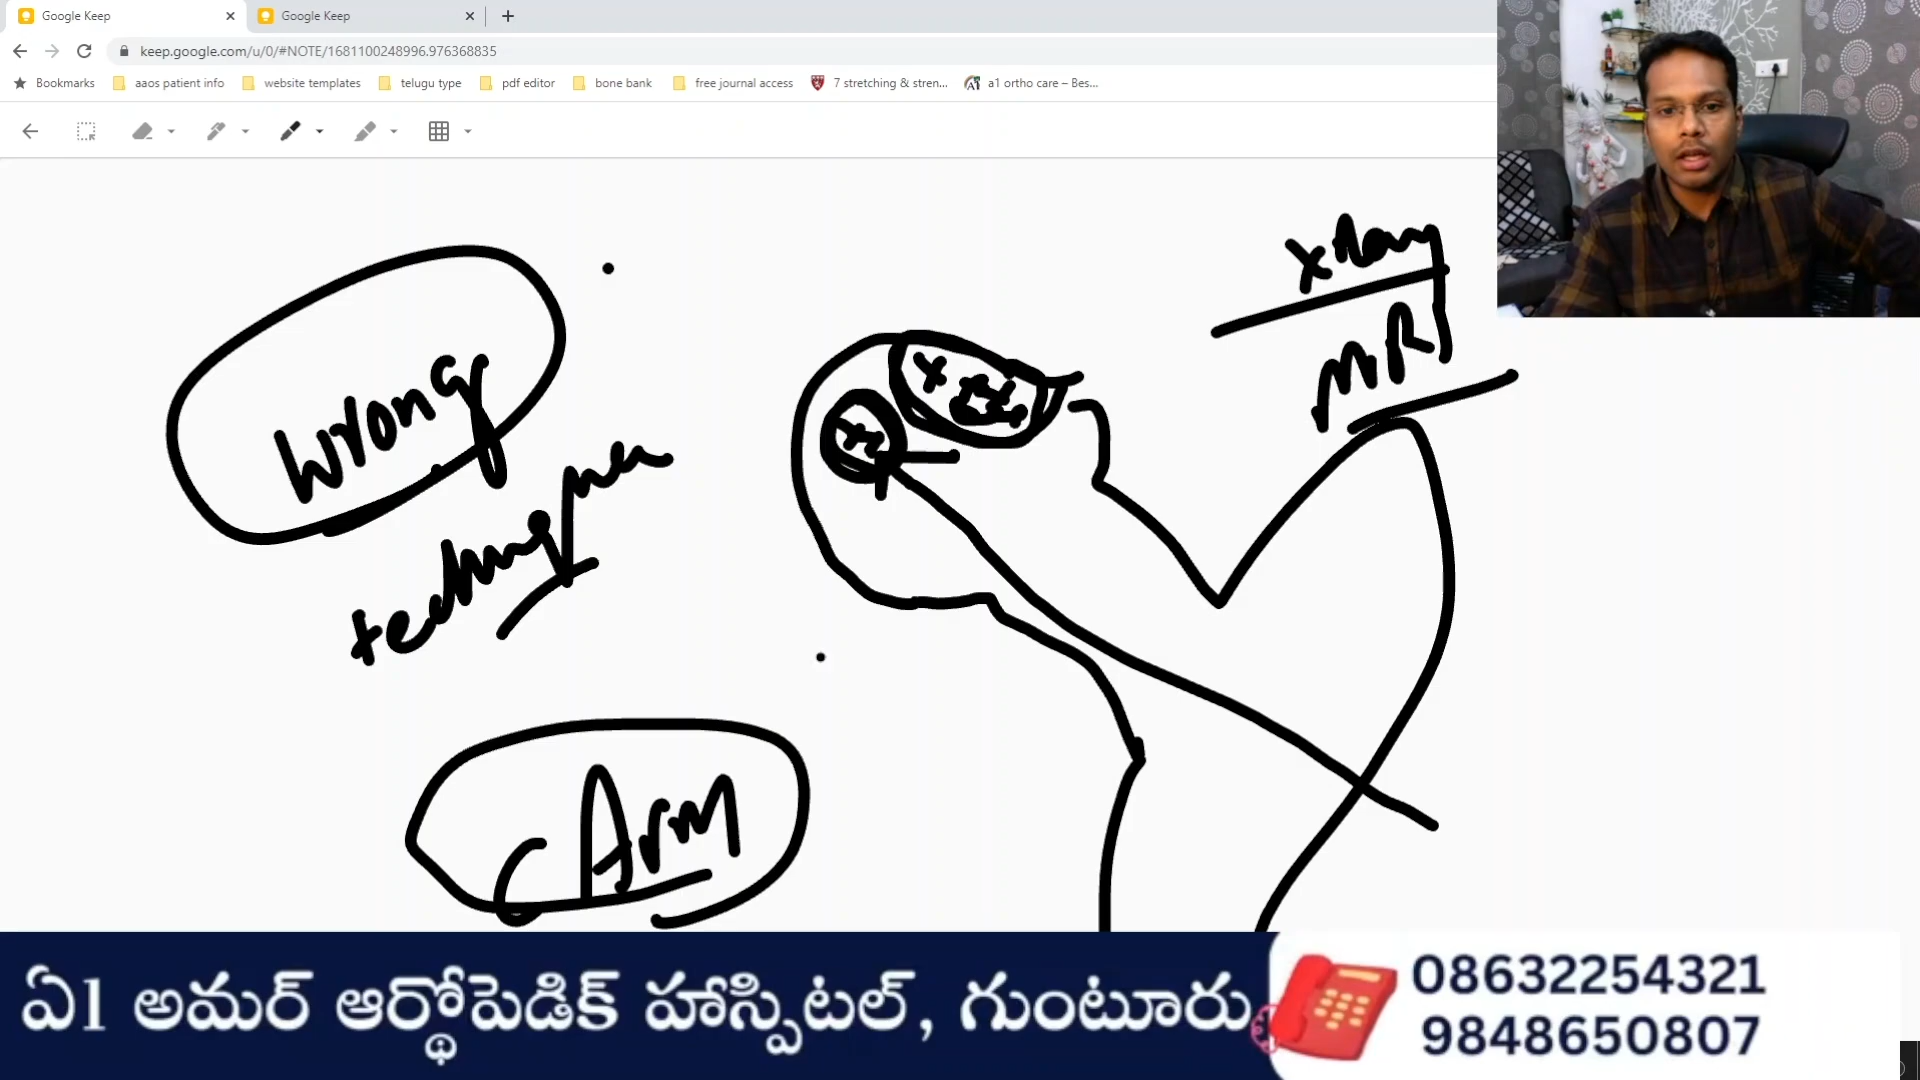 Google Keep
Google Keep
keep.google.com/u/0/#NOTE/1681100248996.976368835
Bookmarks
aaos patient info
website templates
telugu type
pdf editor
bone bank
free journal access
7 stretching & stren...
a1 ortho care – Bes...
xRay
MRI
Wrong
technique
C Arm
ఏ1 అమర్ ఆర్థోపెడిక్ హాస్పిటల్, గుంటూరు
08632254321
9848650807